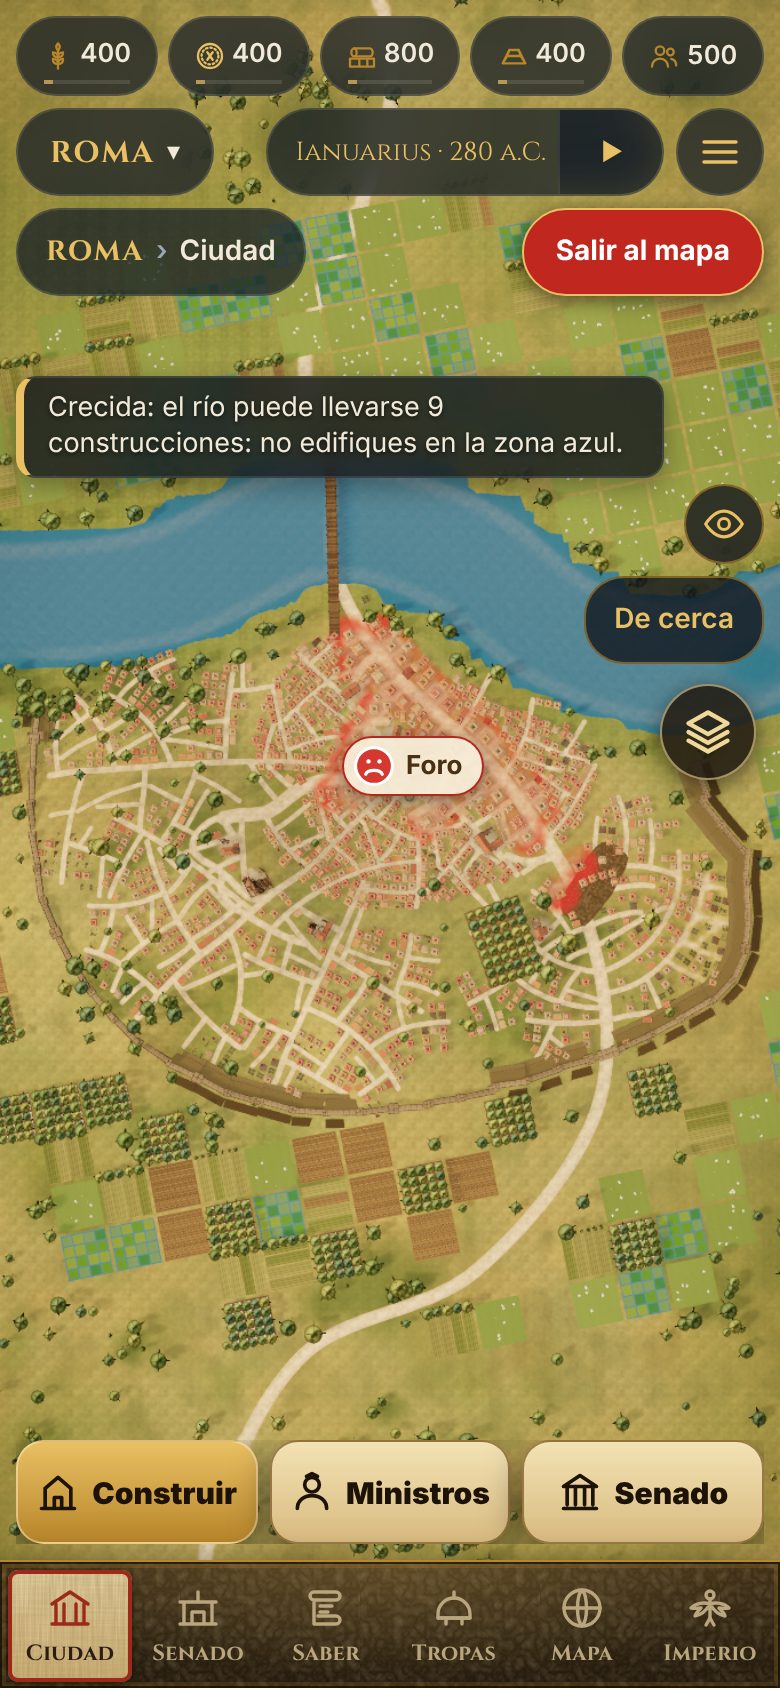 400
400
800
400
500
ROMA ▾
IANUARIUS · 280 A.C.
ROMA › Ciudad
Salir al mapa
Crecida: el río puede llevarse 9
construcciones: no edifiques en la zona azul.
De cerca
Foro
Construir
Ministros
Senado
CIUDAD
SENADO
SABER
TROPAS
MAPA
IMPERIO